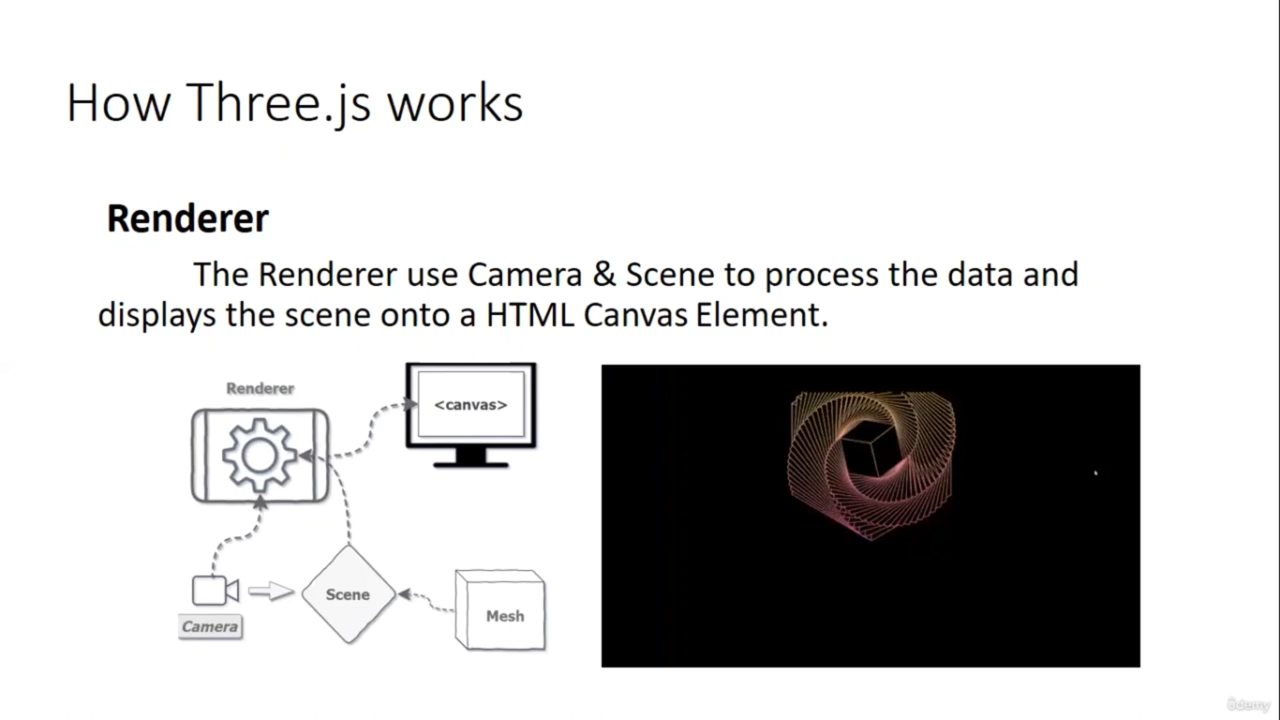 How Three.js works
Renderer
The Renderer use Camera & Scene to process the data and
displays the scene onto a HTML Canvas Element.
Renderer
<canvas>
Scene
Mesh
Camera
ûdemy